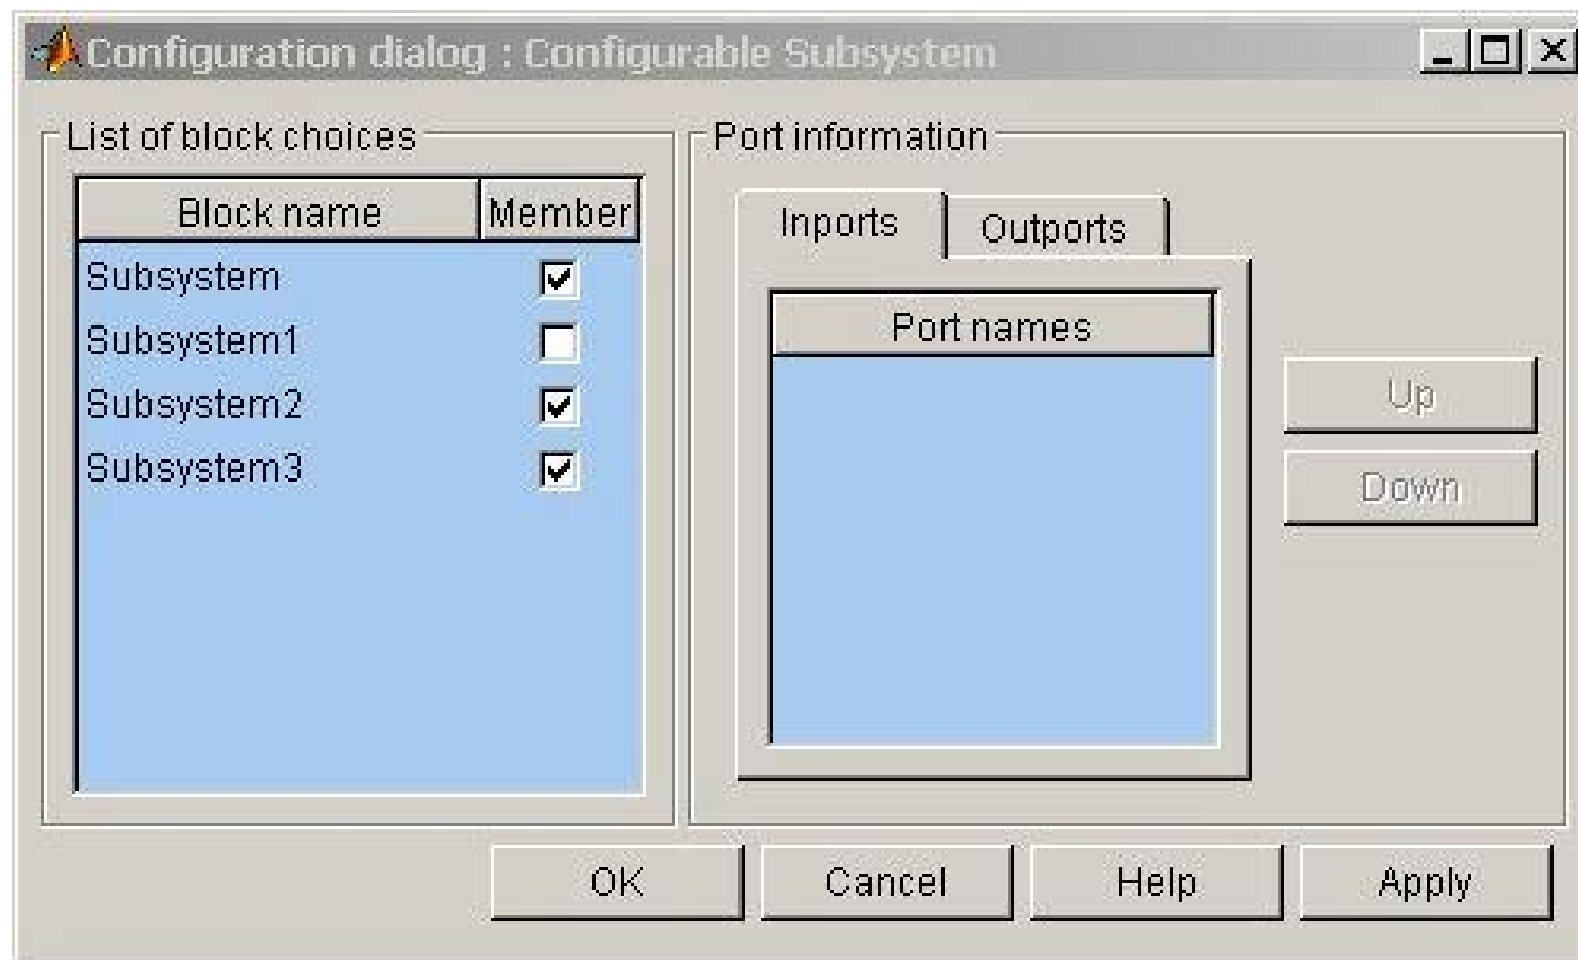 Configuration dialog : Configurable Subsystem
List of block choices
Block name Member
Subsystem
Subsystem1
Subsystem2
Subsystem3
Port information
Inports Outports
Port names
Up
Down
OK Cancel Help Apply